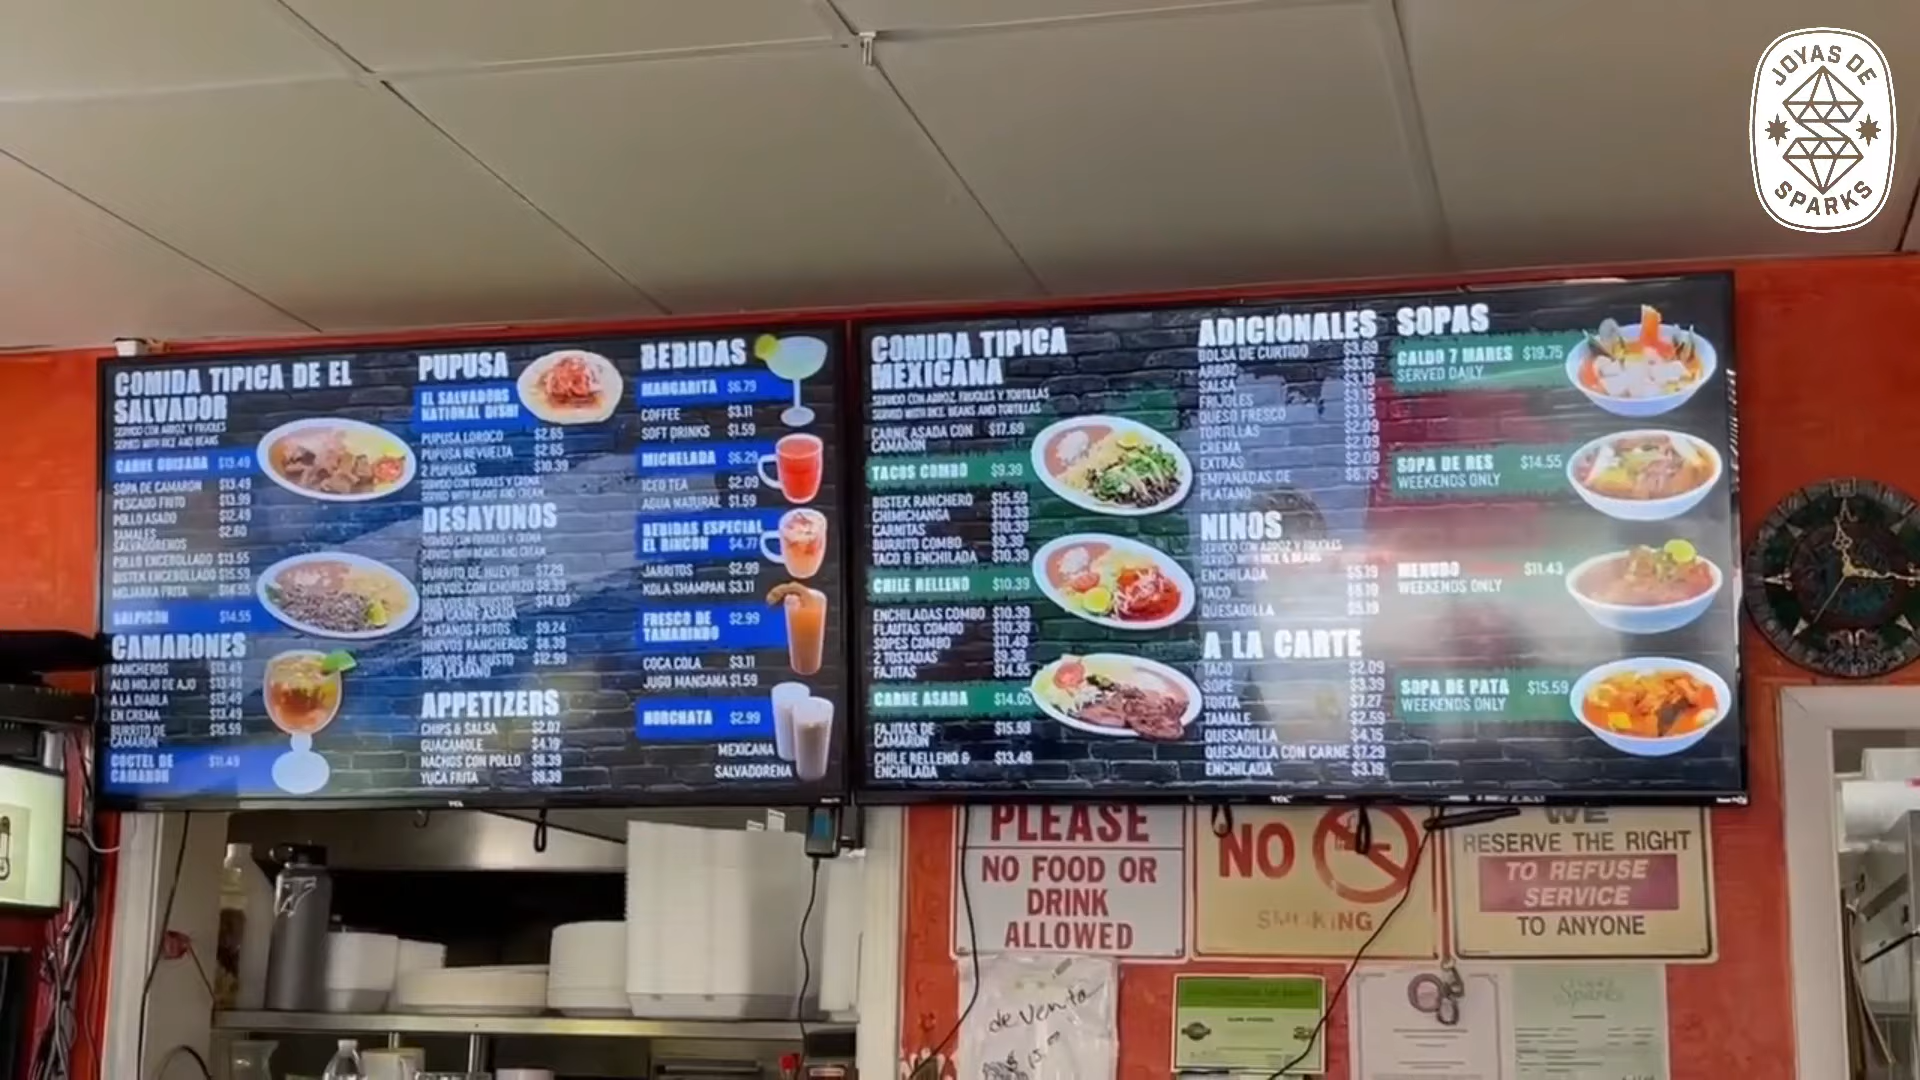 JOYAS DE
SPARKS
COMIDA TIPICA DE EL
SALVADOR
SERVIDO CON ARROZ Y FRIJOLES
SERVED WITH RICE AND BEANS
CARNE GUISADA $13.49
SOPA DE CAMARON $13.49
PESCADO FRITO $13.99
POLLO ASADO $12.49
TAMALES $2.60
SALVADORENOS
POLLO ENCEBOLLADO $13.55
BISTEK ENCEBOLLADO $15.59
MOJARRA FRITA $14.55
SALPICON $14.55
CAMARONES
RANCHEROS $13.49
ALO MOJO DE AJO $13.49
A LA DIABLA $13.49
EN CREMA $13.49
BURRITO DE $15.59
CAMARON
COCTEL DE $11.49
CAMARON
PUPUSA
EL SALVADORS
NATIONAL DISH!
PUPUSA LOROCO $2.65
PUPUSA REVUELTA $2.65
2 PUPUSAS $10.39
SERVIDO CON FRIJOLES Y CREMA
SERVED WITH BEANS AND CREAM
DESAYUNOS
SERVIDO CON FRIJOLES Y CREMA
SERVED WITH BEANS AND CREAM
BURRITO DE HUEVO $7.29
HUEVOS CON CHORIZO $8.39
HUEVOS AL GUSTO $14.03
CON CARNE ASADA
PLATANOS FRITOS $9.24
HUEVOS RANCHEROS $8.39
HUEVOS AL GUSTO $12.99
CON PLATANO
APPETIZERS
CHIPS & SALSA $2.07
GUACAMOLE $4.19
NACHOS CON POLLO $8.39
YUCA FRITA $9.39
BEBIDAS
MARGARITA $6.79
COFFEE $3.11
SOFT DRINKS $1.59
MICHELADA $6.29
ICED TEA $2.09
AGUA NATURAL $1.59
BEBIDAS ESPECIAL
EL RINCON $4.77
JARRITOS $2.99
KOLA SHAMPAN $3.11
FRESCO DE $2.99
TAMARINDO
COCA COLA $3.11
JUGO MANSANA $1.59
HORCHATA $2.99
MEXICANA
SALVADORENA
TCL
COMIDA TIPICA
MEXICANA
SERVIDO CON ARROZ, FRIJOLES Y TORTILLAS
SERVED WITH RICE, BEANS AND TORTILLAS
CARNE ASADA CON $17.69
CAMARON
TACOS COMBO $9.39
BISTEK RANCHERO $15.59
CHIMICHANGA $10.39
CARNITAS $10.39
BURRITO COMBO $9.39
TACO & ENCHILADA $10.39
CHILE RELLENO $10.39
ENCHILADAS COMBO $10.39
FLAUTAS COMBO $10.39
SOPES COMBO $11.49
2 TOSTADAS $9.39
FAJITAS $14.55
CARNE ASADA $14.05
FAJITAS DE $15.59
CAMARON
CHILE RELLENO & $13.49
ENCHILADA
ADICIONALES
BOLSA DE CURTIDO $3.69
ARROZ $3.15
SALSA $3.19
FRIJOLES $3.15
QUESO FRESCO $3.15
TORTILLAS $2.09
CREMA $2.09
EXTRAS $2.09
EMPANADAS DE $6.75
PLATANO
NINOS
SERVIDO CON ARROZ Y FRIJOLES
SERVED WITH RICE & BEANS
ENCHILADA $5.19
TACO $5.19
QUESADILLA $5.19
A LA CARTE
TACO $2.09
SOPE $3.39
TORTA $7.27
TAMALE $2.59
QUESADILLA $4.15
QUESADILLA CON CARNE $7.29
ENCHILADA $3.19
SOPAS
CALDO 7 MARES $19.75
SERVED DAILY
SOPA DE RES $14.55
WEEKENDS ONLY
MENUDO $11.43
WEEKENDS ONLY
SOPA DE PATA $15.59
WEEKENDS ONLY
TCL
PLEASE
NO FOOD OR
DRINK
ALLOWED
NO
SMOKING
WE
RESERVE THE RIGHT
TO REFUSE
SERVICE
TO ANYONE
de Venta
$15.00